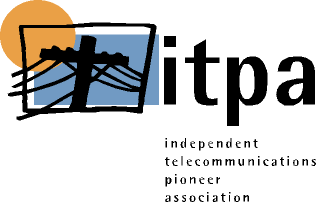 itpa
independent
telecommunications
pioneer
association